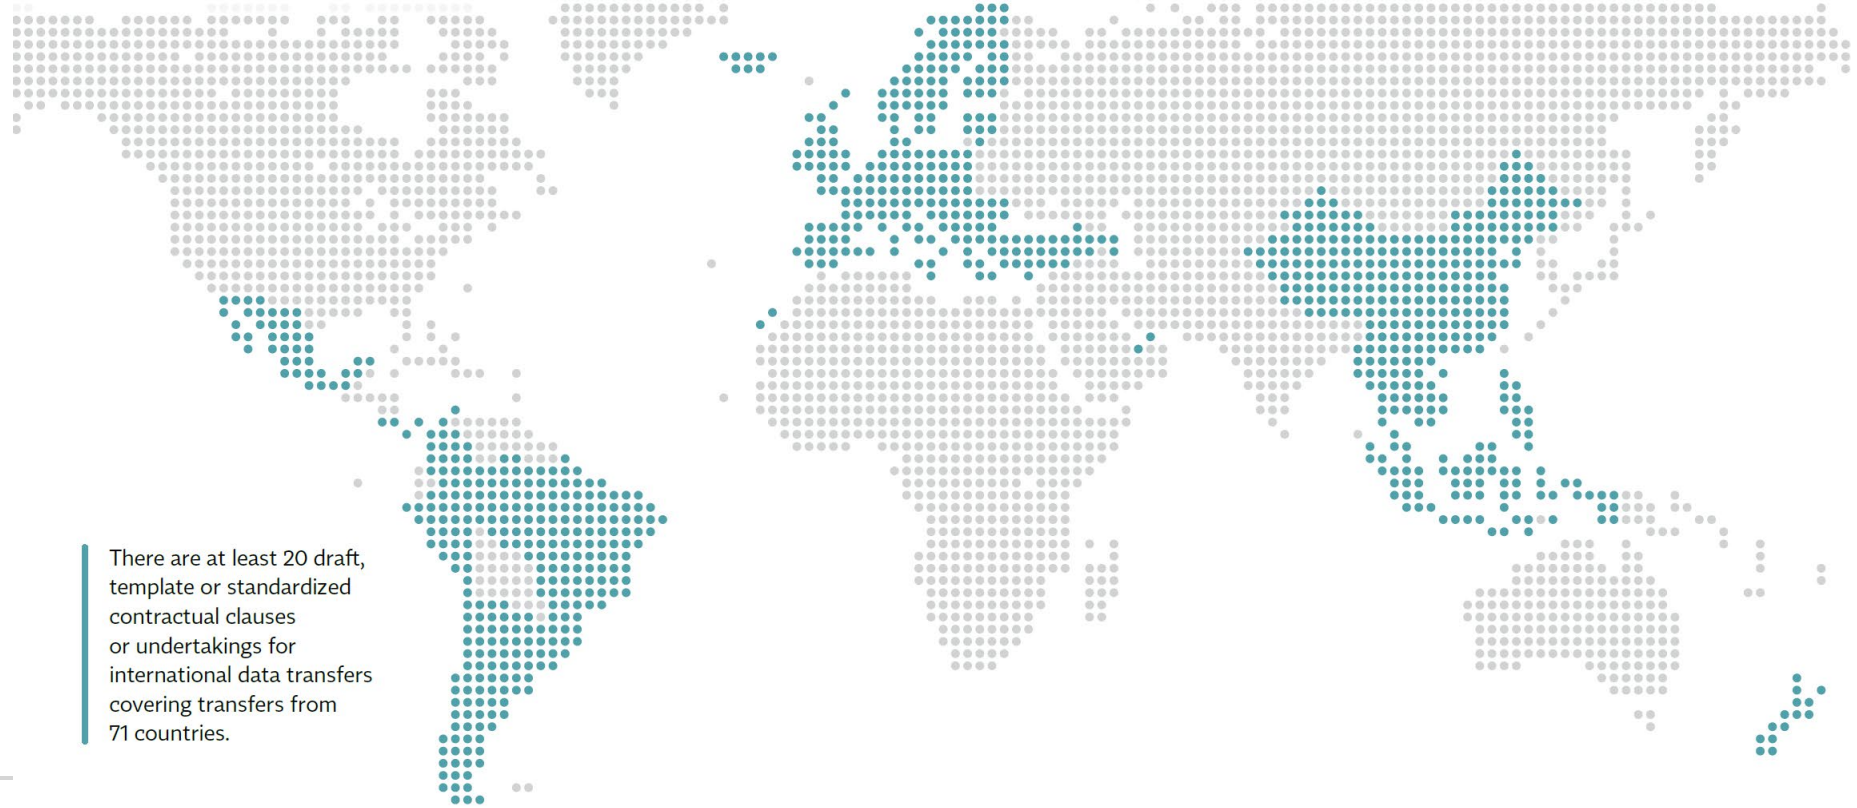 There are at least 20 draft,
template or standardized
contractual clauses
or undertakings for
international data transfers
covering transfers from
71 countries.